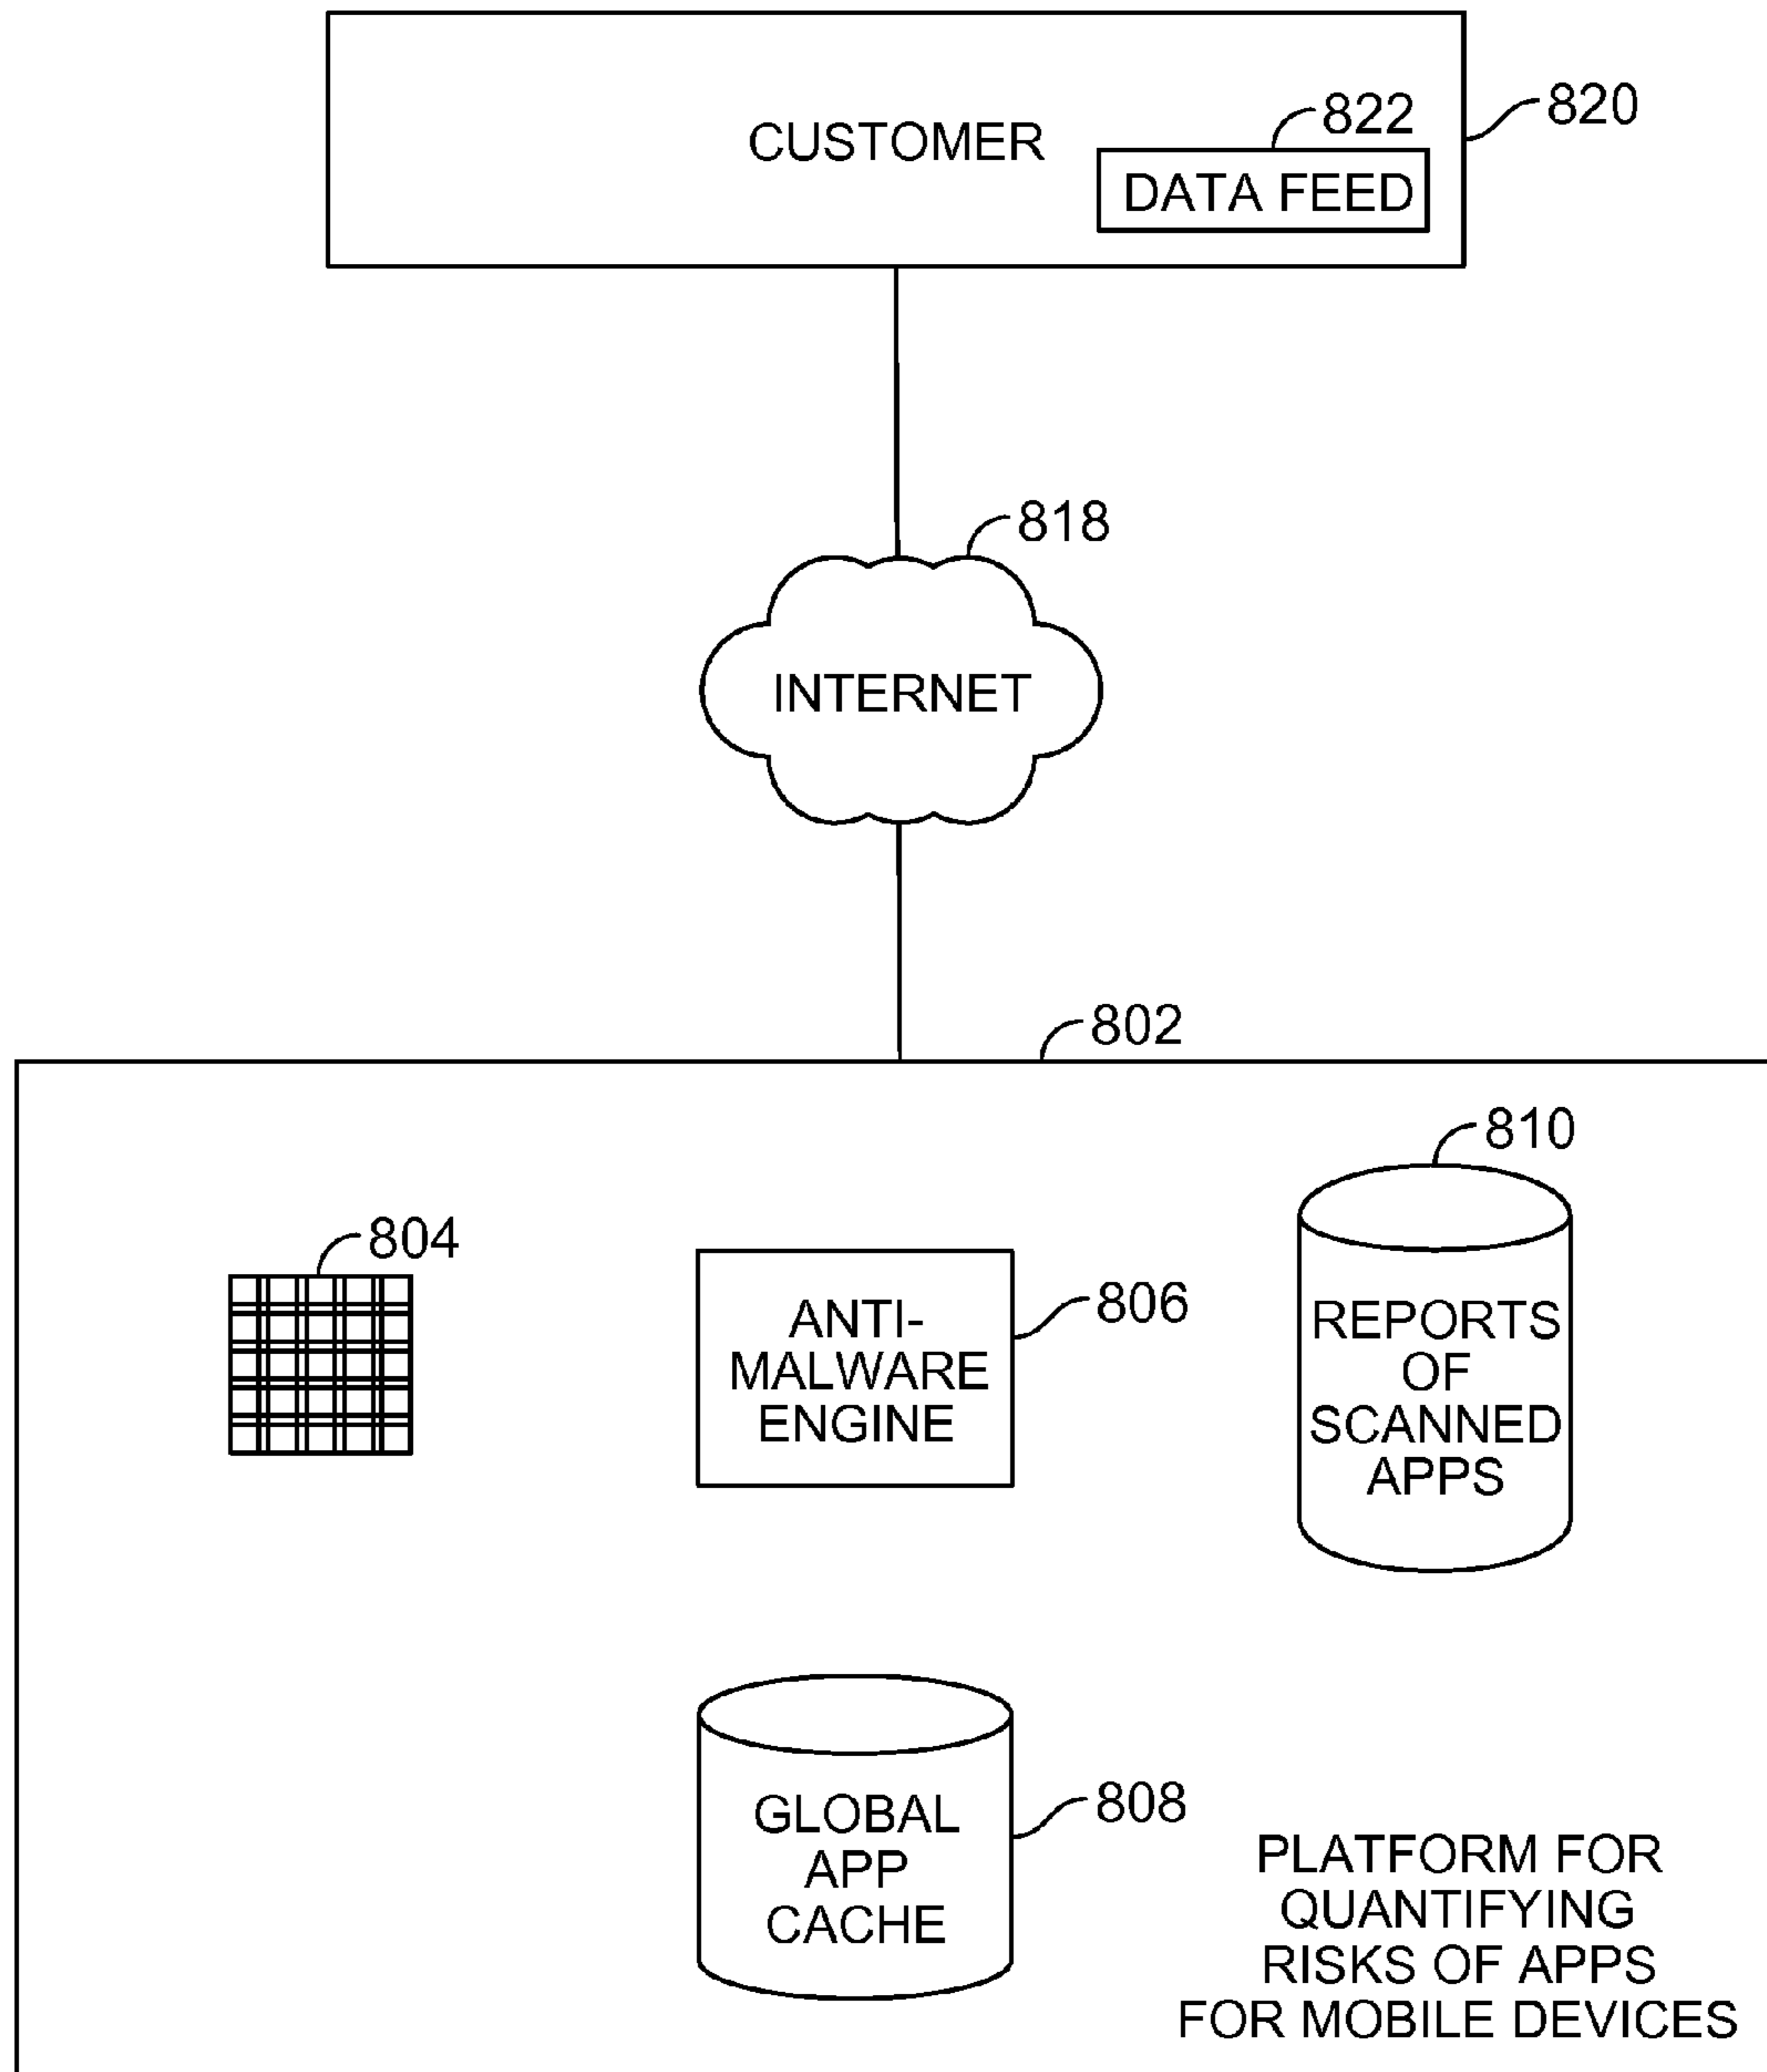 822
820
CUSTOMER
DATA FEED
818
INTERNET
802
810
804
806
ANTI-
MALWARE
ENGINE
REPORTS
OF
SCANNED
APPS
808
GLOBAL
APP
CACHE
PLATFORM FOR
QUANTIFYING
RISKS OF APPS
FOR MOBILE DEVICES